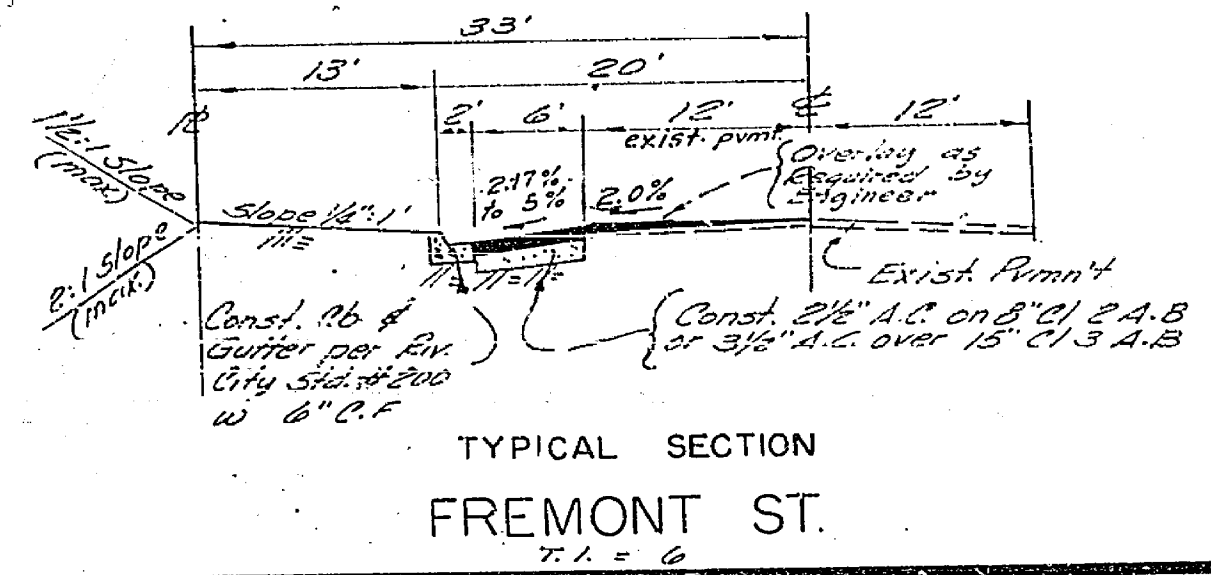 33'
13'
20'
2'
6'
12'
℄
12'
exist. pvmt.
1½:1 Slope
(max)
Overlay as
Required by
Engineer
2.17%
to 5%
2.0%
Slope ¼":1'
2:1 Slope
(max.)
Exist. Pvmn't
Const. Cb &
Gutter per Riv.
City Std. #200
w 6" C.F
Const. 2½" A.C. on 8" Cl 2 A.B
or 3½" A.C. over 15" Cl 3 A.B
TYPICAL SECTION
FREMONT ST.
T.I. = 6